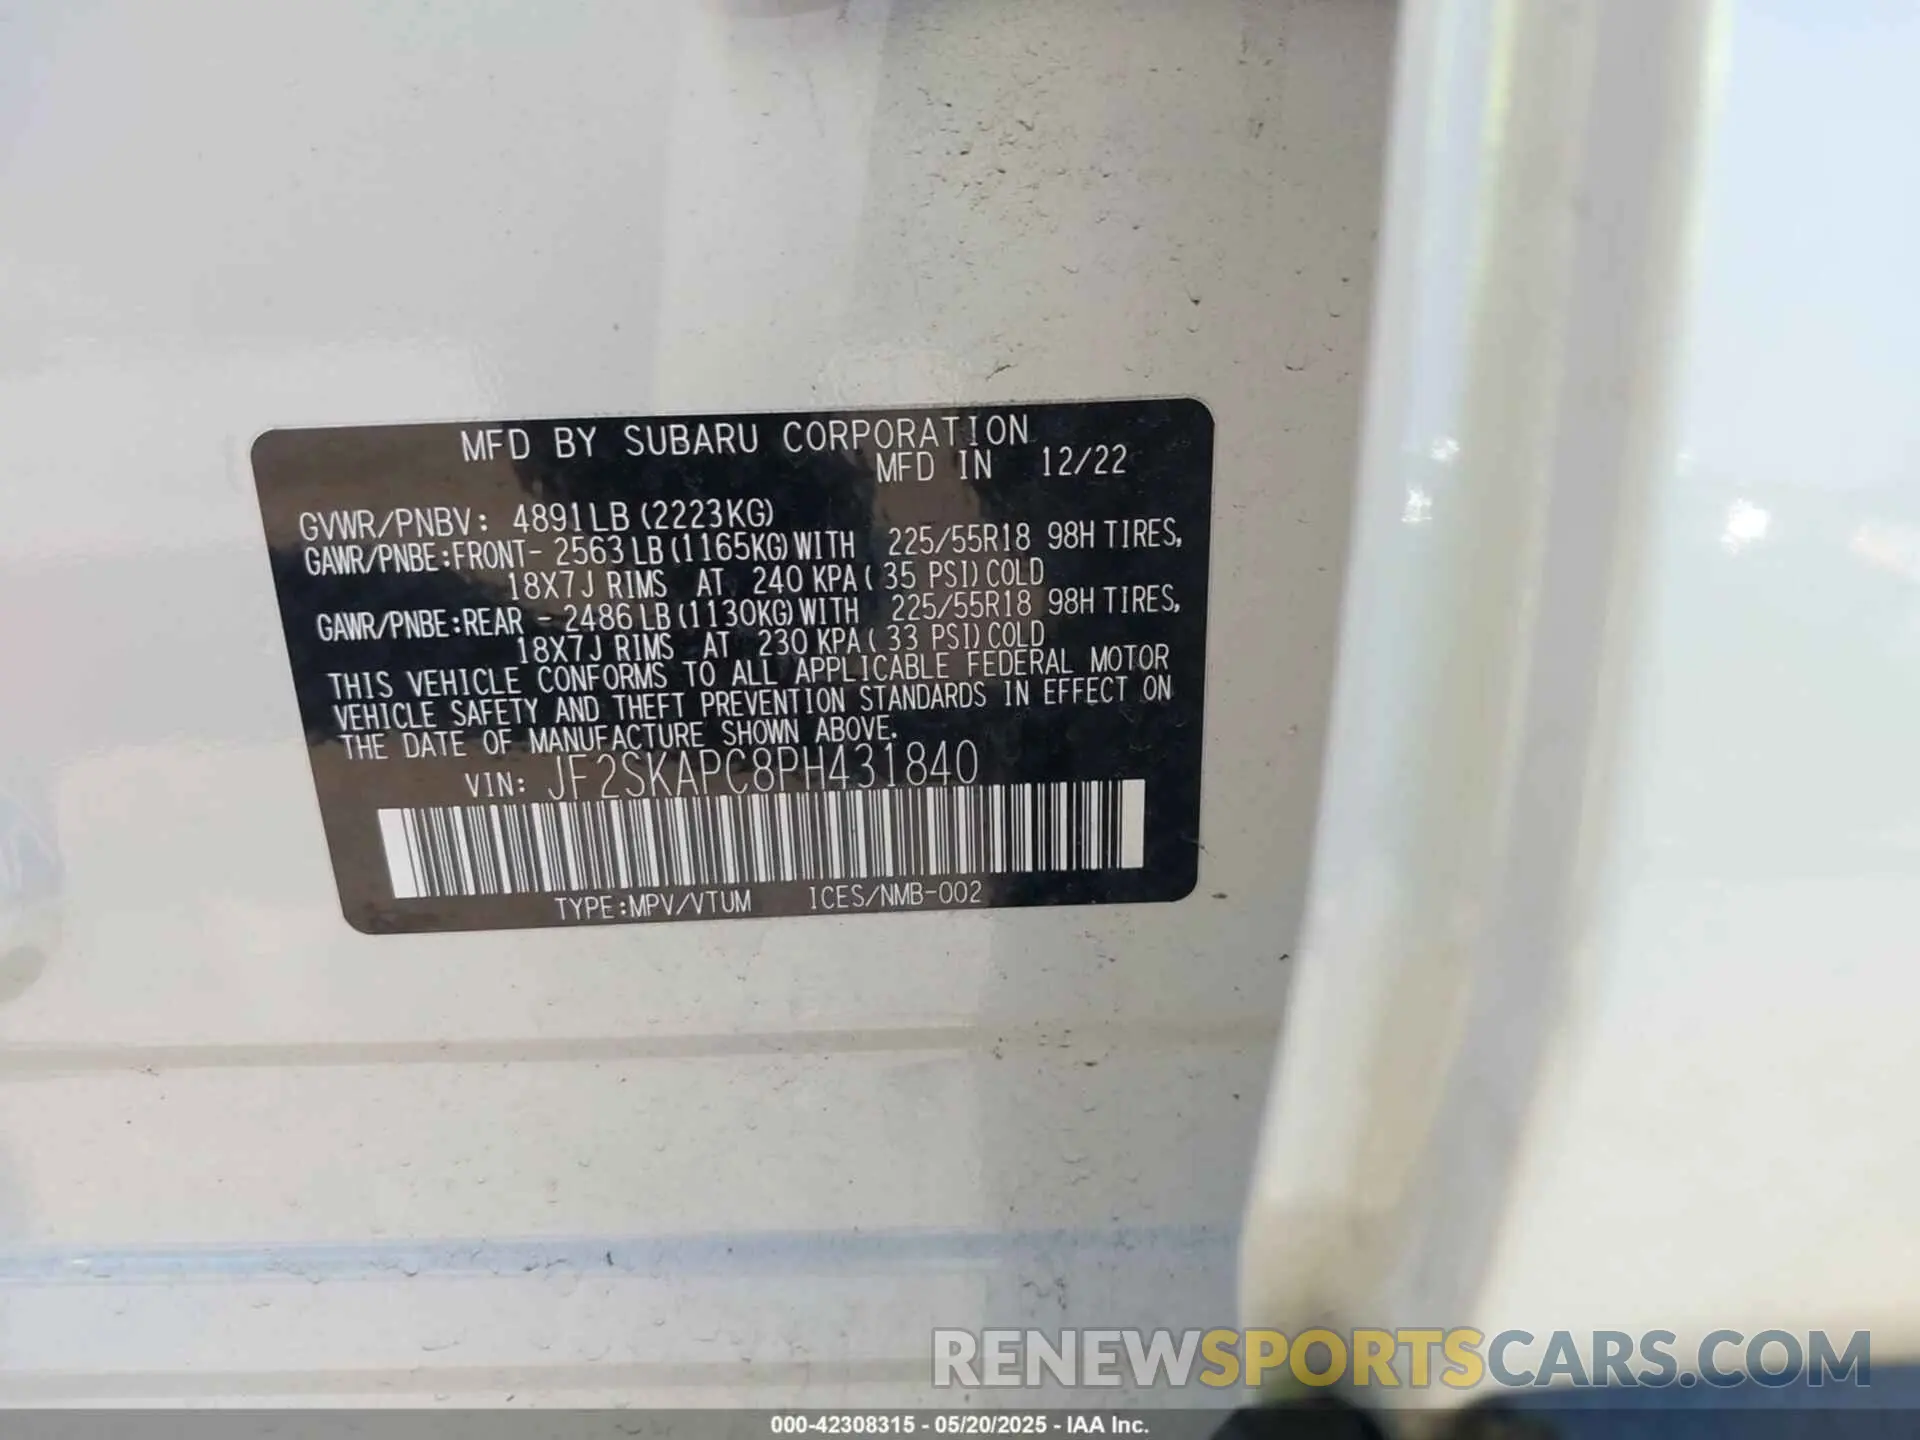 MFD BY SUBARU CORPORATION
MFD IN 12/22
GVWR/PNBV: 4891LB (2223KG)
GAWR/PNBE:FRONT- 2563LB (1165KG) WITH 225/55R18 98H TIRES,
18X7J RIMS AT 240 KPA ( 35 PSI) COLD
GAWR/PNBE:REAR - 2486LB (1130KG) WITH 225/55R18 98H TIRES,
18X7J RIMS AT 230 KPA ( 33 PSI) COLD
THIS VEHICLE CONFORMS TO ALL APPLICABLE FEDERAL MOTOR
VEHICLE SAFETY AND THEFT PREVENTION STANDARDS IN EFFECT ON
THE DATE OF MANUFACTURE SHOWN ABOVE.
VIN: JF2SKAPC8PH431840
TYPE:MPV/VTUM ICES/NMB-002
RENEWSPORTSCARS.COM
000-42308315 - 05/20/2025 - IAA Inc.